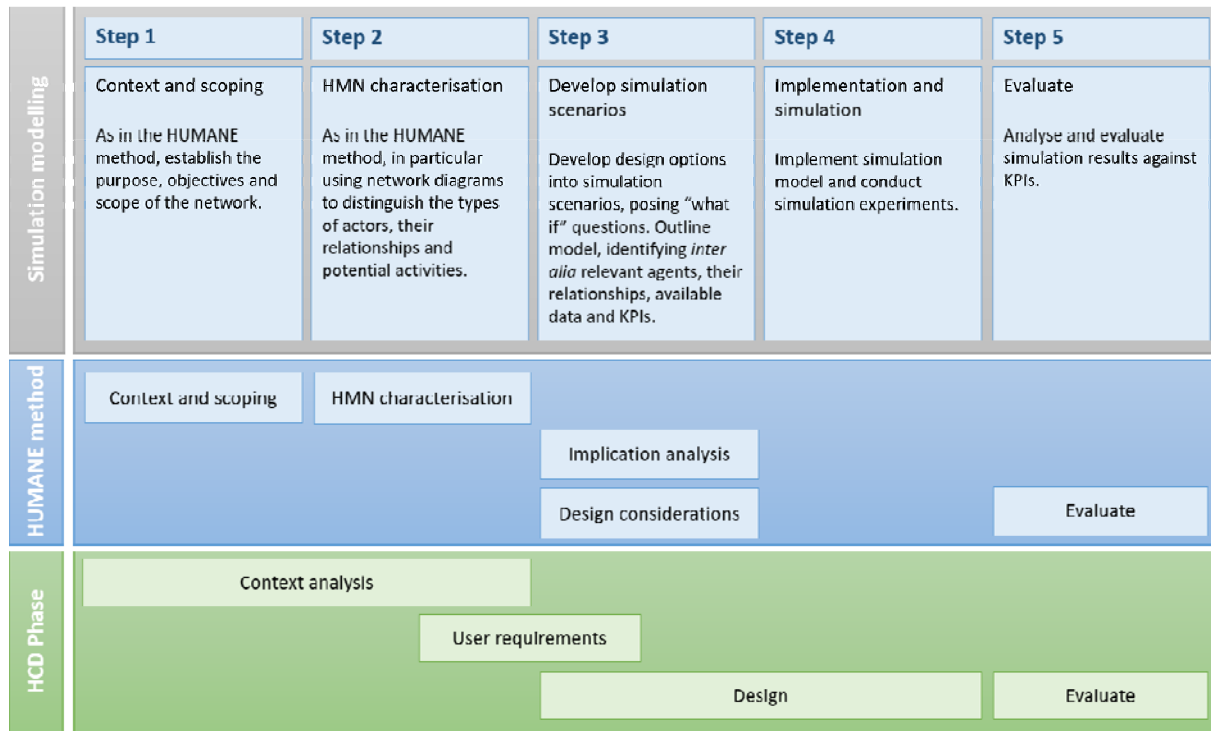 Simulation modelling
Step 1
Context and scoping
As in the HUMANE
method, establish the
purpose, objectives and
scope of the network.
Step 2
HMN characterisation
As in the HUMANE
method, in particular
using network diagrams
to distinguish the types
of actors, their
relationships and
potential activities.
Step 3
Develop simulation
scenarios
Develop design options
into simulation
scenarios, posing “what
if” questions. Outline
model, identifying inter
alia relevant agents, their
relationships, available
data and KPIs.
Step 4
Implementation and
simulation
Implement simulation
model and conduct
simulation experiments.
Step 5
Evaluate
Analyse and evaluate
simulation results against
KPIs.
HUMANE method
Context and scoping
HMN characterisation
Implication analysis
Design considerations
Evaluate
HCD Phase
Context analysis
User requirements
Design
Evaluate